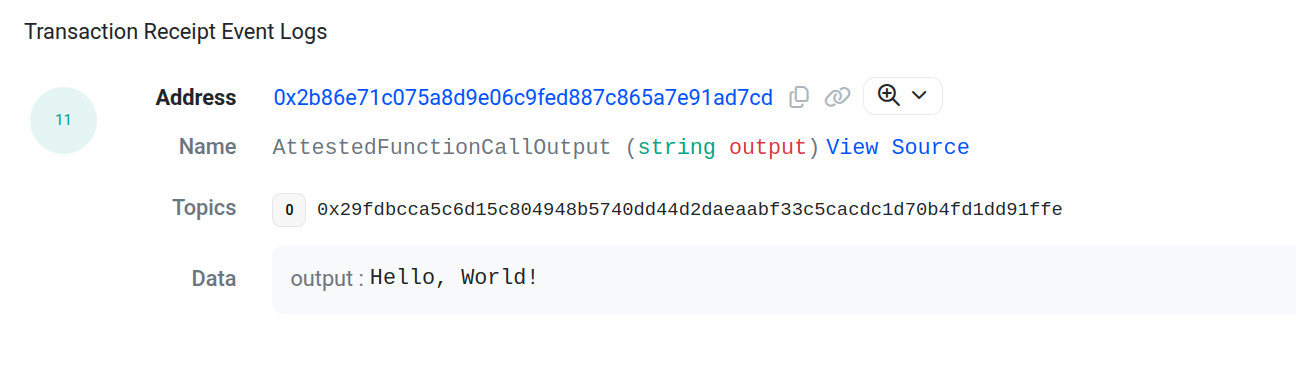 Transaction Receipt Event Logs
11
Address 0x2b86e71c075a8d9e06c9fed887c865a7e91ad7cd
Name AttestedFunctionCallOutput (string output) View Source
Topics 0 0x29fdbcca5c6d15c804948b5740dd44d2daeaabf33c5cacdc1d70b4fd1dd91ffe
Data output : Hello, World!